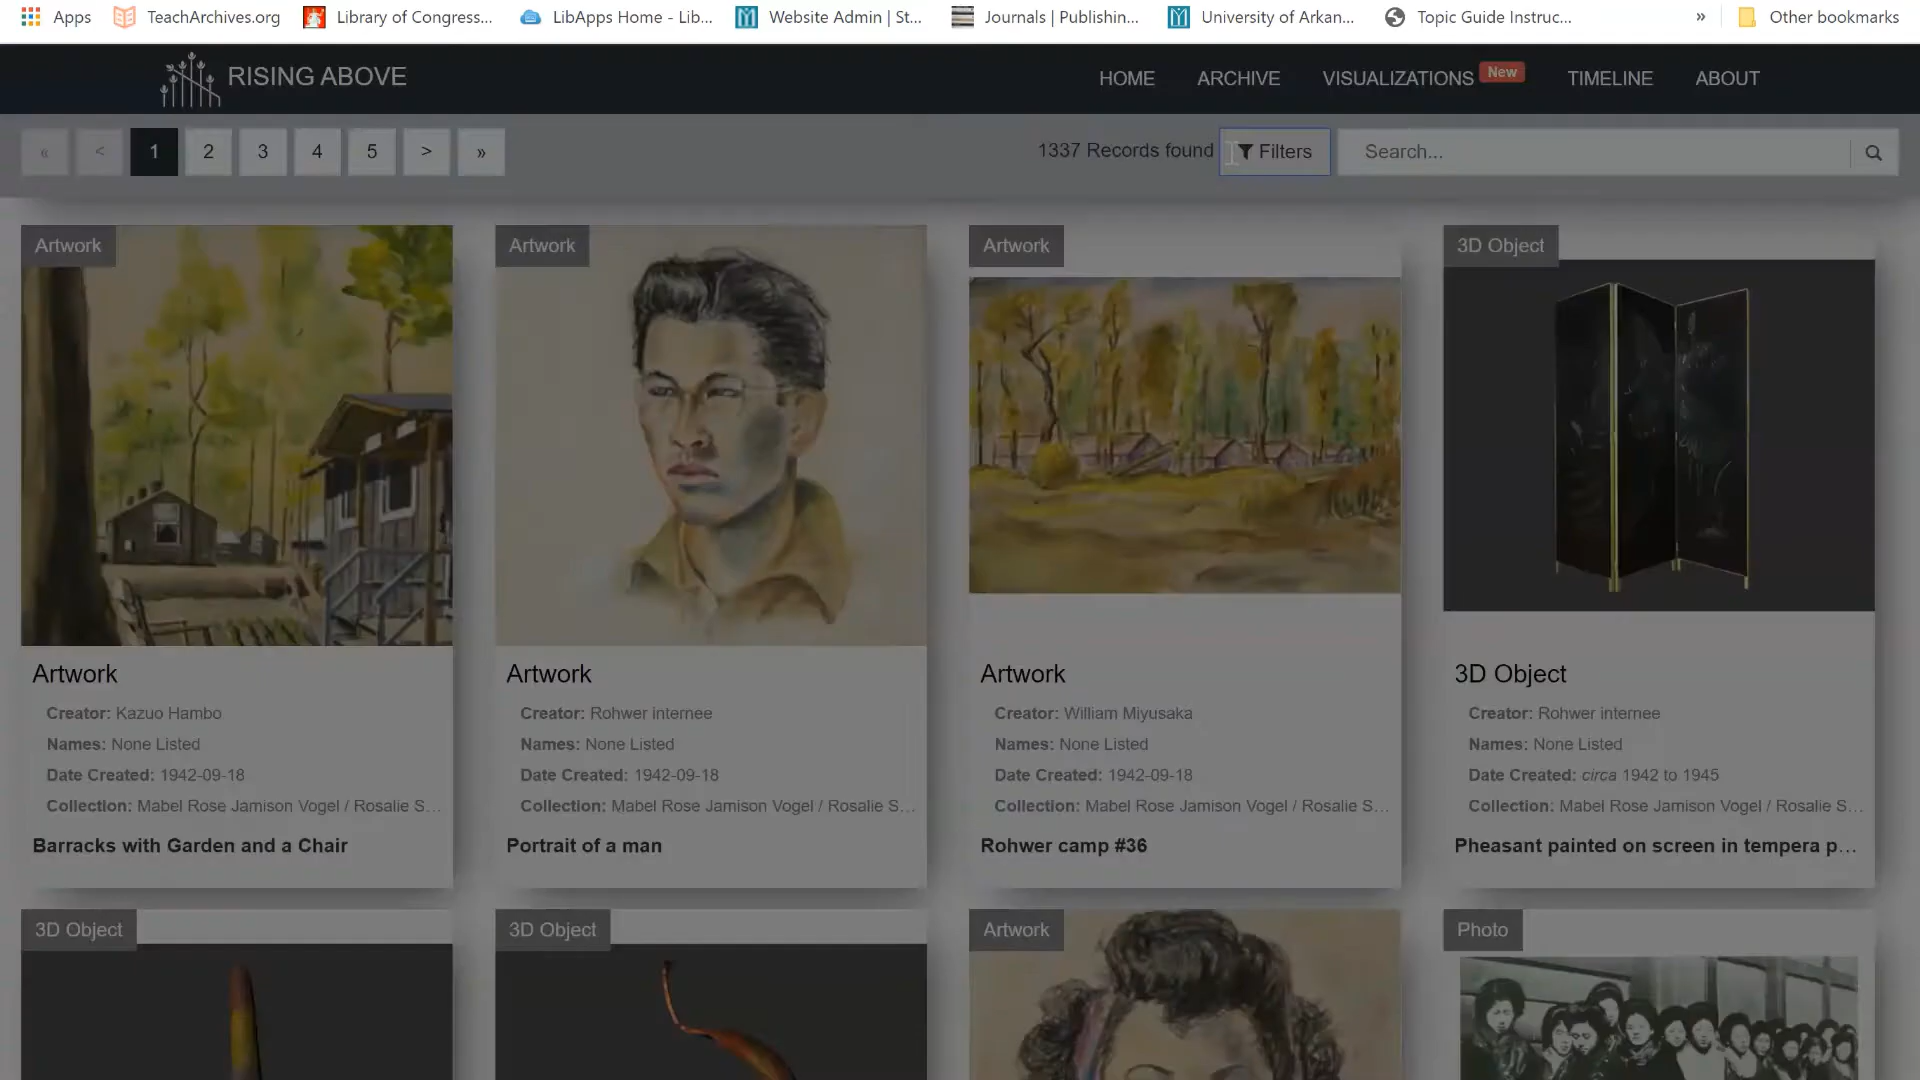 Apps TeachArchives.org Library of Congress... LibApps Home - Lib... Website Admin | St... Journals | Publishin... University of Arkan... Topic Guide Instruc... » Other bookmarks
RISING ABOVE HOME ARCHIVE VISUALIZATIONS New TIMELINE ABOUT
« < 1 2 3 4 5 > » 1337 Records found Filters Search...
Artwork Artwork Artwork 3D Object
Artwork Artwork Artwork 3D Object
Creator: Kazuo Hambo Creator: Rohwer internee Creator: William Miyusaka Creator: Rohwer internee
Names: None Listed Names: None Listed Names: None Listed Names: None Listed
Date Created: 1942-09-18 Date Created: 1942-09-18 Date Created: 1942-09-18 Date Created: circa 1942 to 1945
Collection: Mabel Rose Jamison Vogel / Rosalie S... Collection: Mabel Rose Jamison Vogel / Rosalie S... Collection: Mabel Rose Jamison Vogel / Rosalie S... Collection: Mabel Rose Jamison Vogel / Rosalie S...
Barracks with Garden and a Chair Portrait of a man Rohwer camp #36 Pheasant painted on screen in tempera p...
3D Object 3D Object Artwork Photo